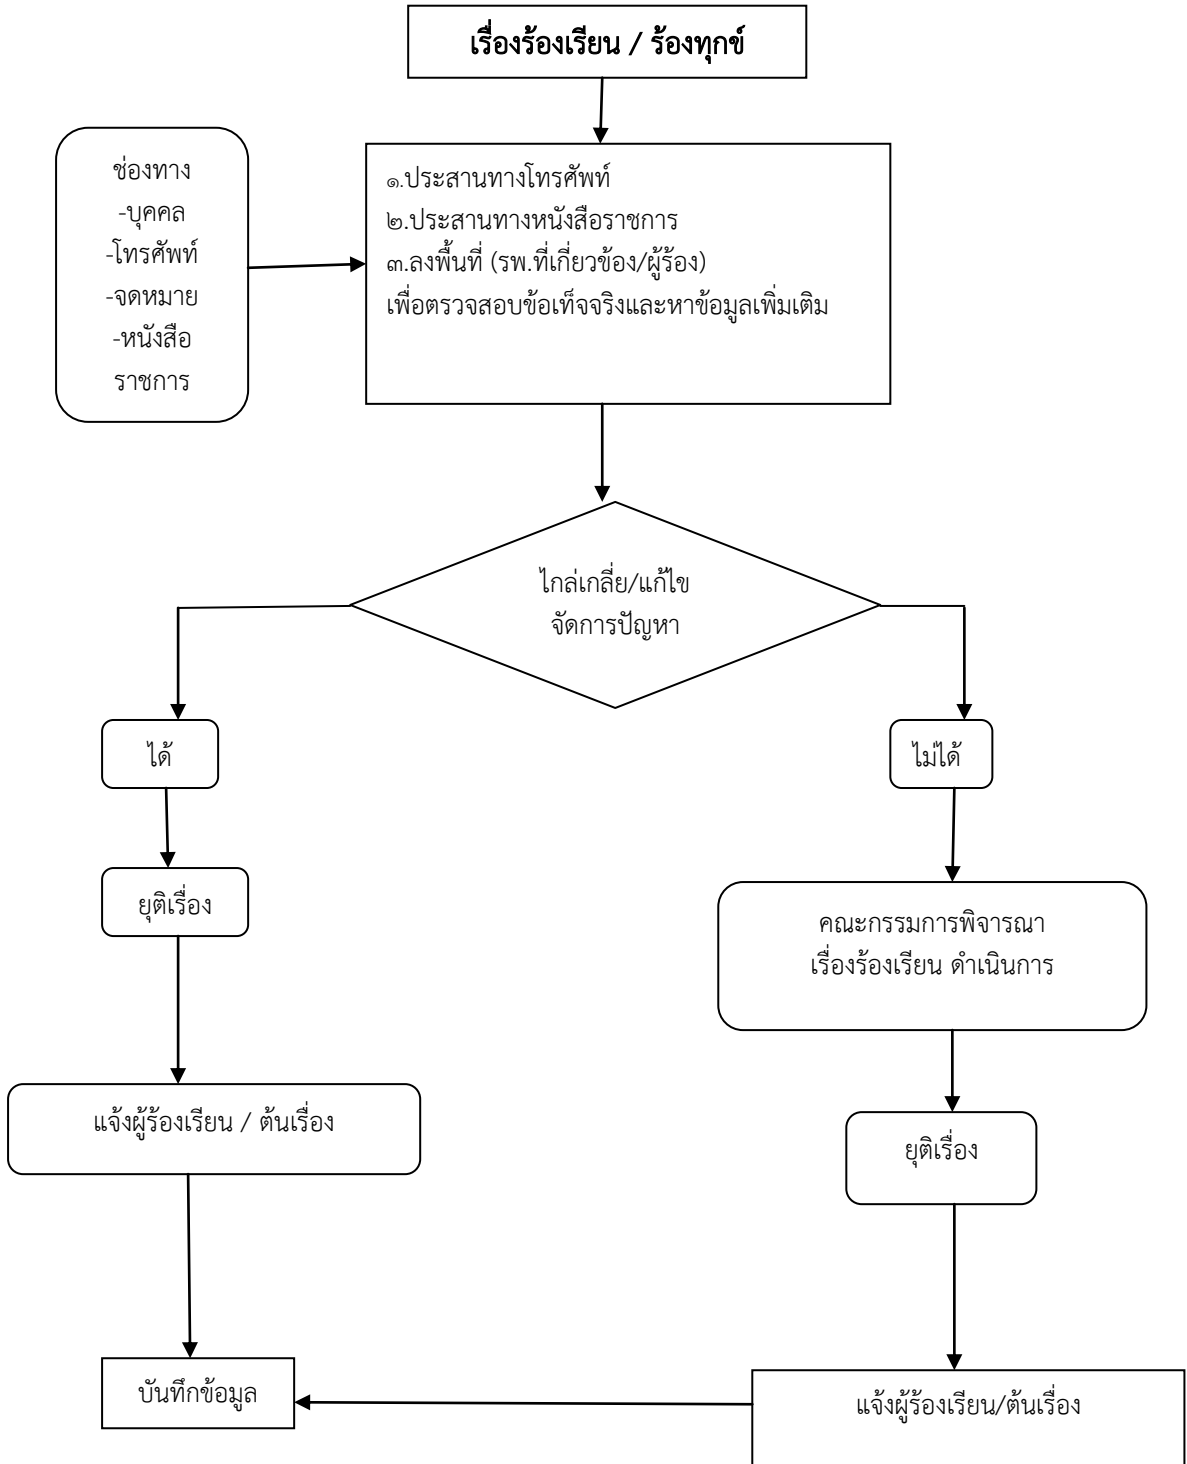 เรื่องร้องเรียน / ร้องทุกข์
ช่องทาง
-บุคคล
-โทรศัพท์
-จดหมาย
-หนังสือ
ราชการ
๑.ประสานทางโทรศัพท์
๒.ประสานทางหนังสือราชการ
๓.ลงพื้นที่ (รพ.ที่เกี่ยวข้อง/ผู้ร้อง)
เพื่อตรวจสอบข้อเท็จจริงและหาข้อมูลเพิ่มเติม
ไกล่เกลี่ย/แก้ไข
จัดการปัญหา
ได้
ไม่ได้
ยุติเรื่อง
คณะกรรมการพิจารณา
เรื่องร้องเรียน ดำเนินการ
แจ้งผู้ร้องเรียน / ต้นเรื่อง
ยุติเรื่อง
บันทึกข้อมูล
แจ้งผู้ร้องเรียน/ต้นเรื่อง